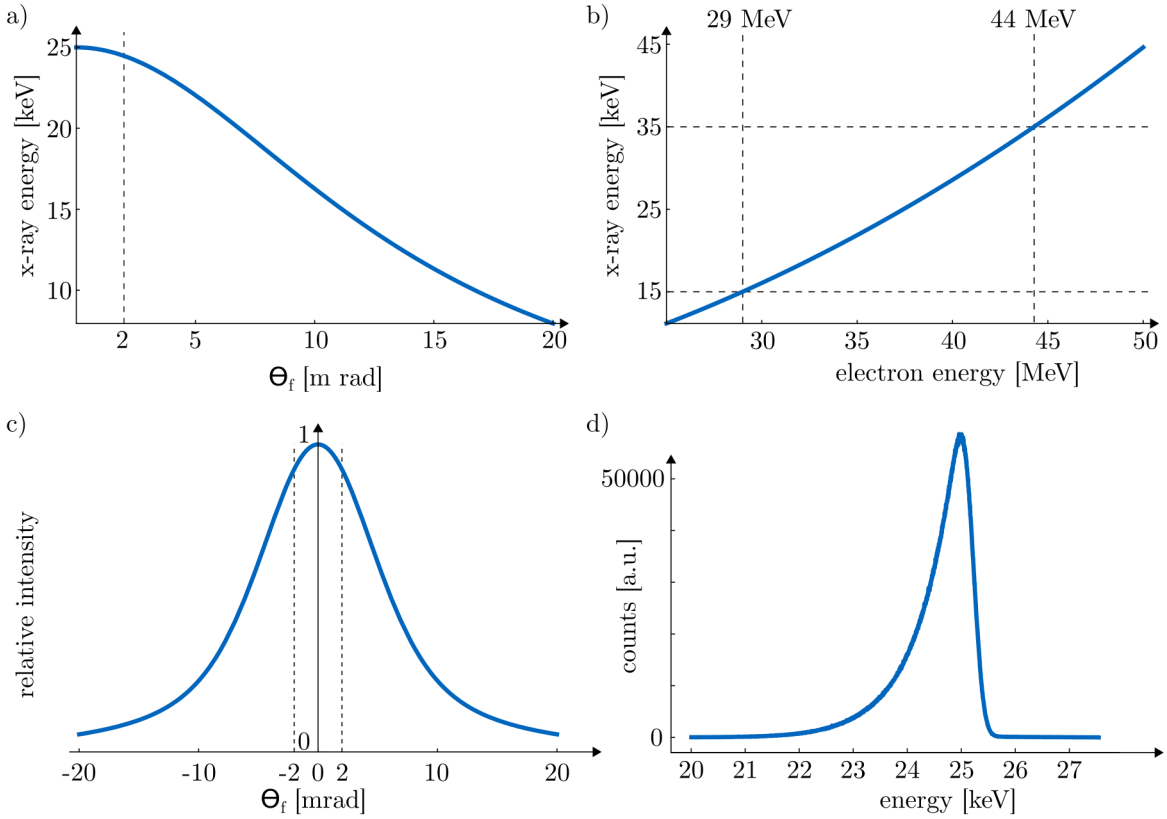 a)
25
20
15
10
x-ray energy [keV]
2 5 10 15 20
Θf [m rad]
b)
29 MeV 44 MeV
45
35
25
15
x-ray energy [keV]
30 35 40 45 50
electron energy [MeV]
c)
1
0
relative intensity
-20 -10 -2 0 2 10 20
Θf [mrad]
d)
50000
0
counts [a.u.]
20 21 22 23 24 25 26 27
energy [keV]